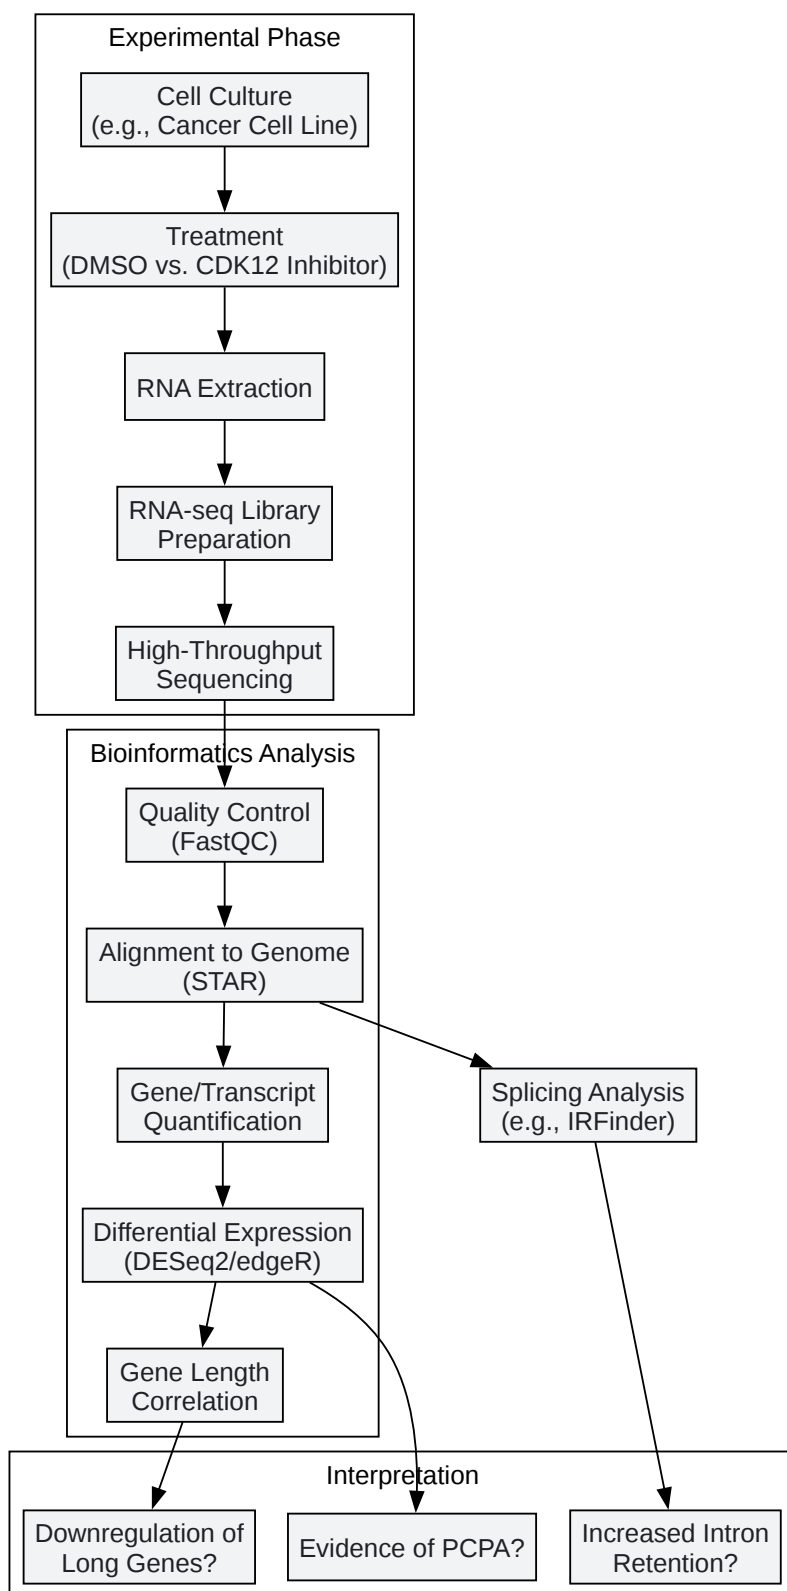 Experimental Phase
Cell Culture
(e.g., Cancer Cell Line)
Treatment
(DMSO vs. CDK12 Inhibitor)
RNA Extraction
RNA-seq Library
Preparation
High-Throughput
Sequencing
Bioinformatics Analysis
Quality Control
(FastQC)
Alignment to Genome
(STAR)
Gene/Transcript
Quantification
Splicing Analysis
(e.g., IRFinder)
Differential Expression
(DESeq2/edgeR)
Gene Length
Correlation
Interpretation
Downregulation of
Long Genes?
Evidence of PCPA?
Increased Intron
Retention?